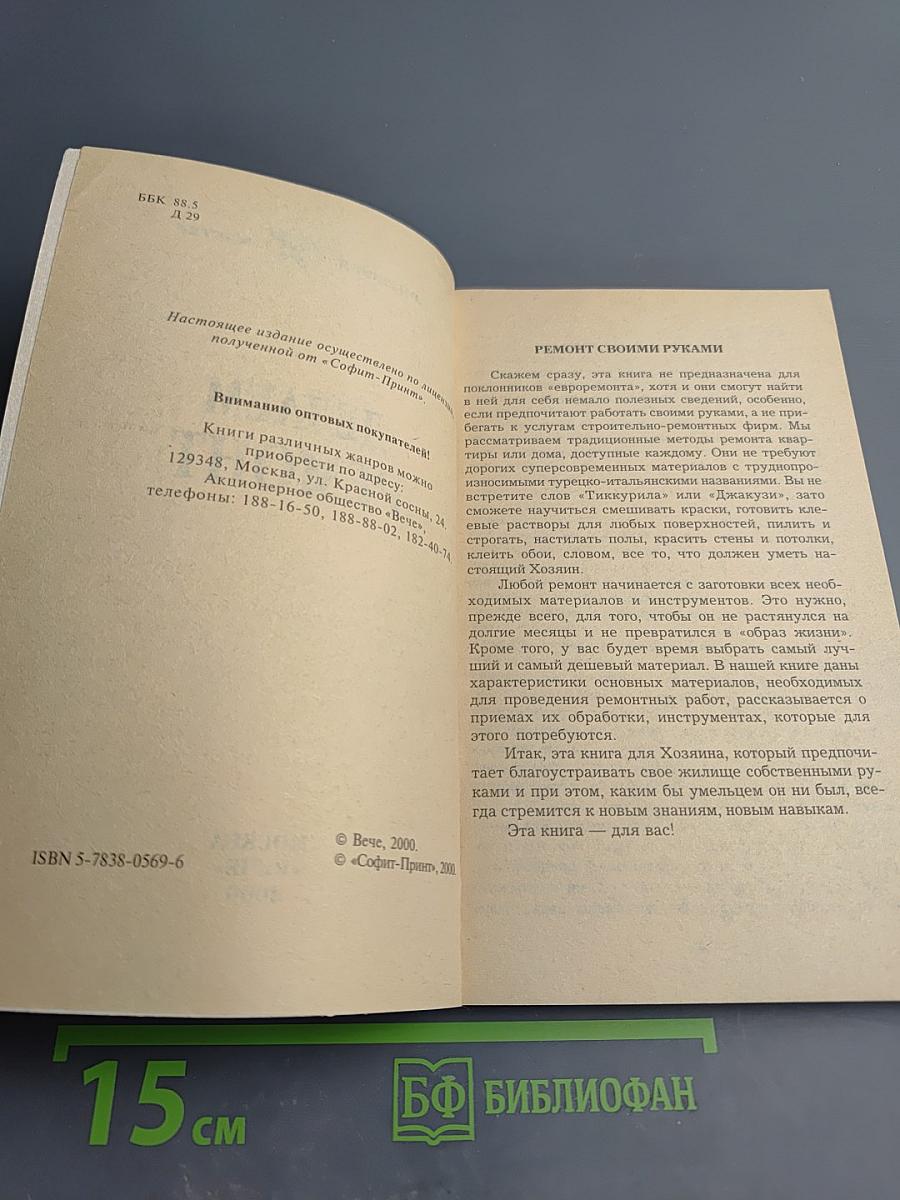 ББК 88.5
Д 29
Настоящее издание осуществлено по лицензии,
полученной от «Софит-Принт».
Вниманию оптовых покупателей!
Книги различных жанров можно
приобрести по адресу:
129348, Москва, ул. Красной сосны, 24,
Акционерное общество «Вече»,
телефоны: 188-16-50, 188-88-02, 182-40-74.
ISBN 5-7838-0569-6
© Вече, 2000.
© «Софит-Принт», 2000.
РЕМОНТ СВОИМИ РУКАМИ
Скажем сразу, эта книга не предназначена для
поклонников «евроремонта», хотя и они смогут найти
в ней для себя немало полезных сведений, особенно,
если предпочитают работать своими руками, а не при-
бегать к услугам строительно-ремонтных фирм. Мы
рассматриваем традиционные методы ремонта квар-
тиры или дома, доступные каждому. Они не требуют
дорогих суперсовременных материалов с труднопро-
износимыми турецко-итальянскими названиями. Вы не
встретите слов «Тиккурила» или «Джакузи», зато
сможете научиться смешивать краски, готовить кле-
евые растворы для любых поверхностей, пилить и
строгать, настилать полы, красить стены и потолки,
клеить обои, словом, все то, что должен уметь на-
стоящий Хозяин.
Любой ремонт начинается с заготовки всех необ-
ходимых материалов и инструментов. Это нужно,
прежде всего, для того, чтобы он не растянулся на
долгие месяцы и не превратился в «образ жизни».
Кроме того, у вас будет время выбрать самый луч-
ший и самый дешевый материал. В нашей книге даны
характеристики основных материалов, необходимых
для проведения ремонтных работ, рассказывается о
приемах их обработки, инструментах, которые для
этого потребуются.
Итак, эта книга для Хозяина, который предпочи-
тает благоустраивать свое жилище собственными ру-
ками и при этом, каким бы умельцем он ни был, все-
гда стремится к новым знаниям, новым навыкам.
Эта книга — для вас!
15 см
БФ БИБЛИОФАН